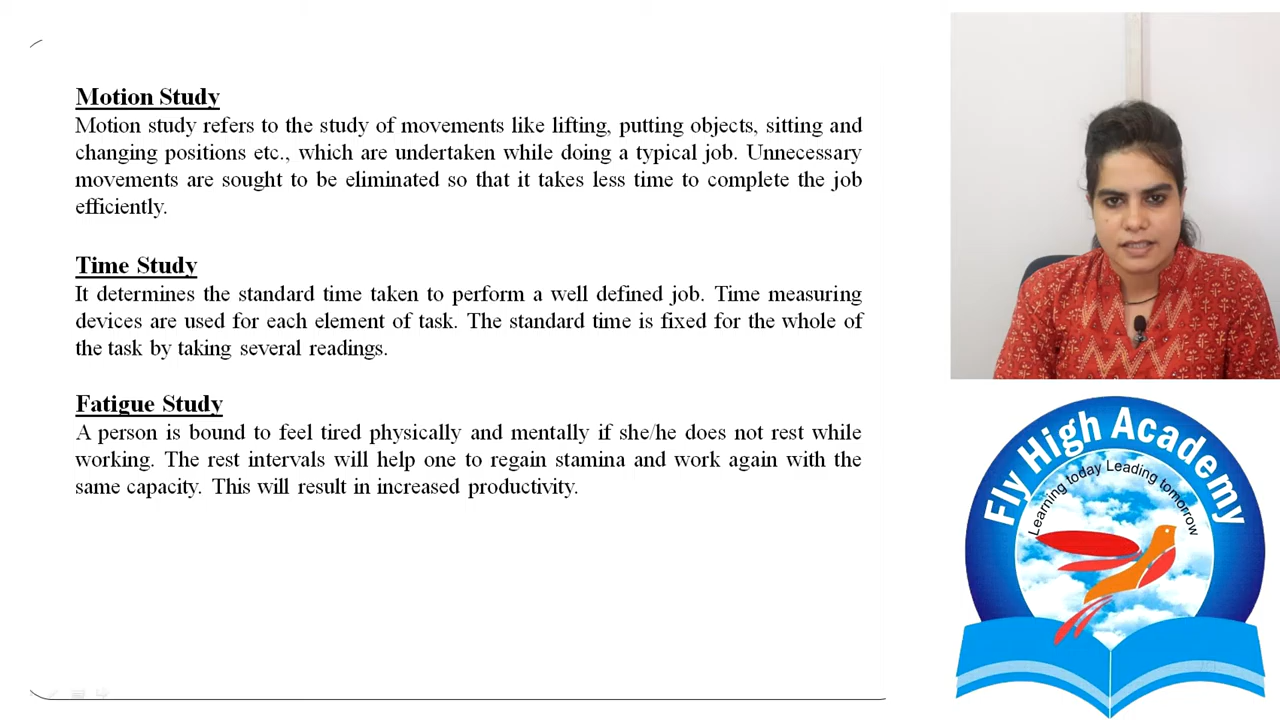 Motion Study
Motion study refers to the study of movements like lifting, putting objects, sitting and
changing positions etc., which are undertaken while doing a typical job. Unnecessary
movements are sought to be eliminated so that it takes less time to complete the job
efficiently.
Time Study
It determines the standard time taken to perform a well defined job. Time measuring
devices are used for each element of task. The standard time is fixed for the whole of
the task by taking several readings.
Fatigue Study
A person is bound to feel tired physically and mentally if she/he does not rest while
working. The rest intervals will help one to regain stamina and work again with the
same capacity. This will result in increased productivity.
Fly High Academy
Learning today Leading tomorrow